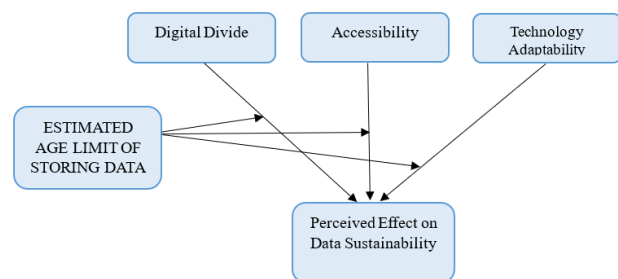 Digital Divide
Accessibility
Technology
Adaptability
ESTIMATED
AGE LIMIT OF
STORING DATA
Perceived Effect on
Data Sustainability